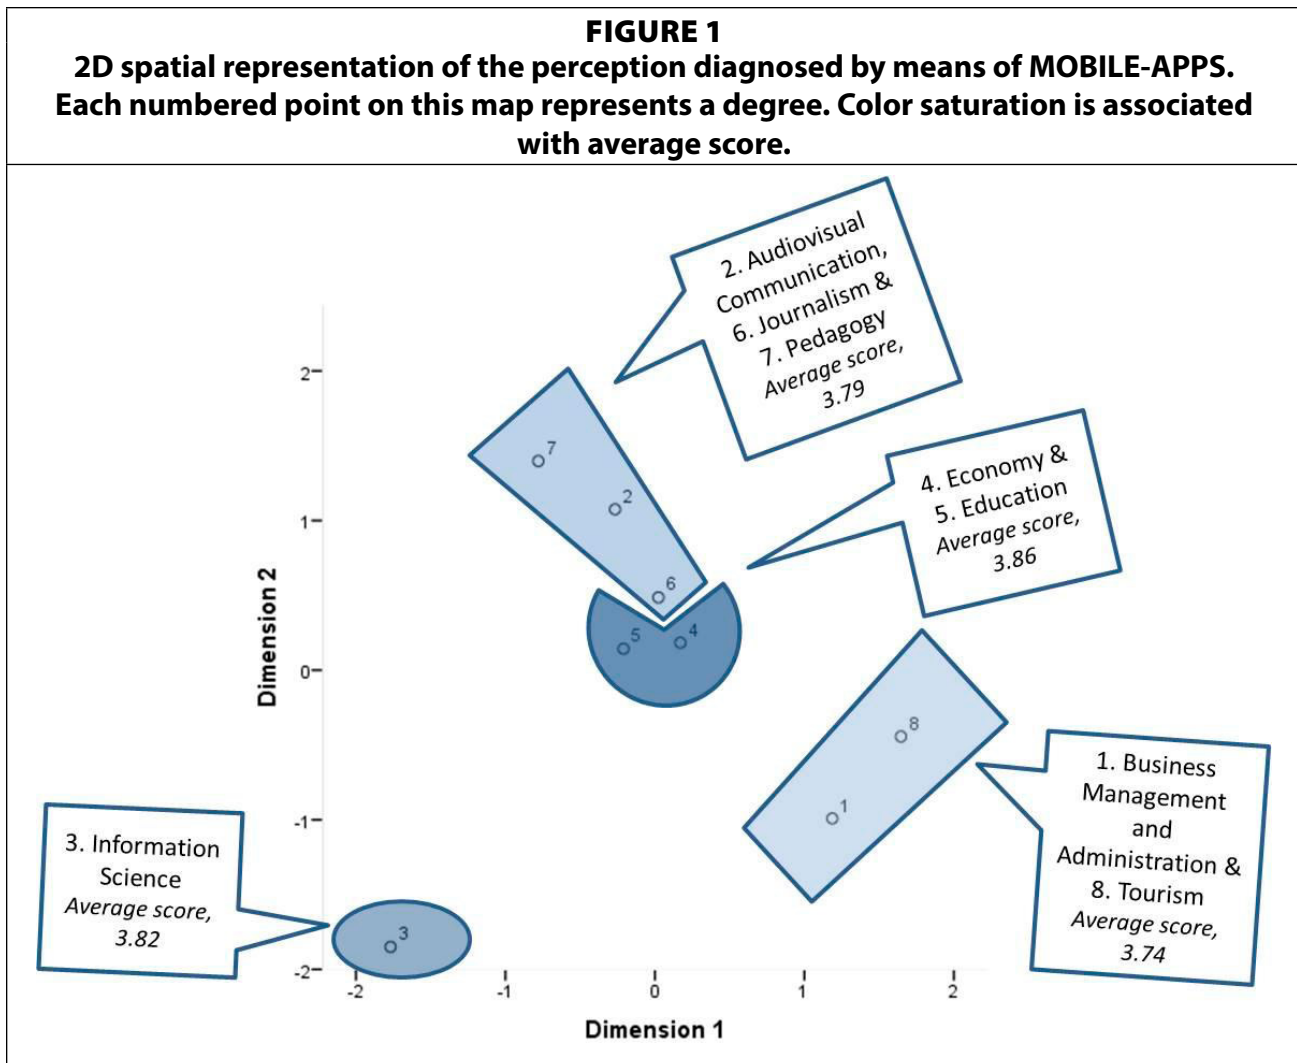 FIGURE 1
2D spatial representation of the perception diagnosed by means of MOBILE-APPS.
Each numbered point on this map represents a degree. Color saturation is associated
with average score.
2. Audiovisual
Communication,
6. Journalism &
7. Pedagogy
Average score,
3.79
4. Economy &
5. Education
Average score,
3.86
1. Business
Management
and
Administration &
8. Tourism
Average score,
3.74
3. Information
Science
Average score,
3.82
Dimension 2
2
1
0
-1
-2
7
2
6
5
4
8
1
3
-2
-1
0
1
2
Dimension 1